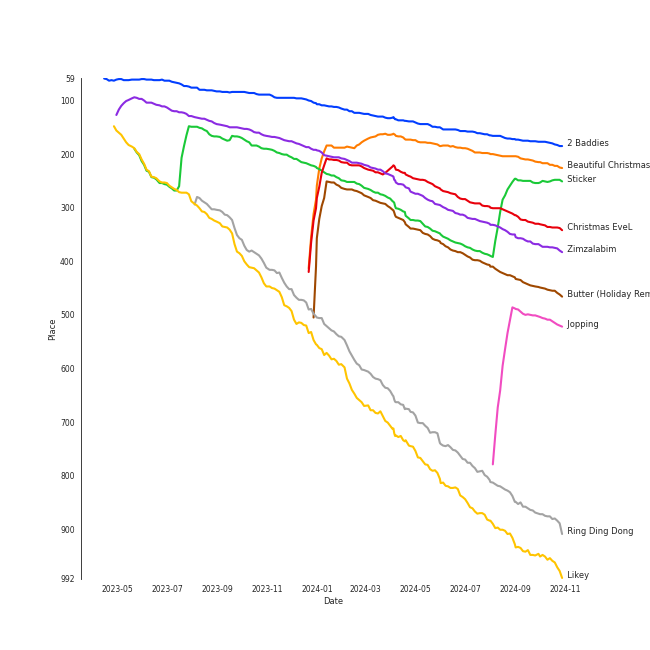 59
100
200
300
400
500
600
700
800
900
992
Place
2 Baddies
Beautiful Christmas
Sticker
Christmas EveL
Zimzalabim
Butter (Holiday Rem
Jopping
Ring Ding Dong
Likey
2023-05 2023-07 2023-09 2023-11 2024-01 2024-03 2024-05 2024-07 2024-09 2024-11
Date